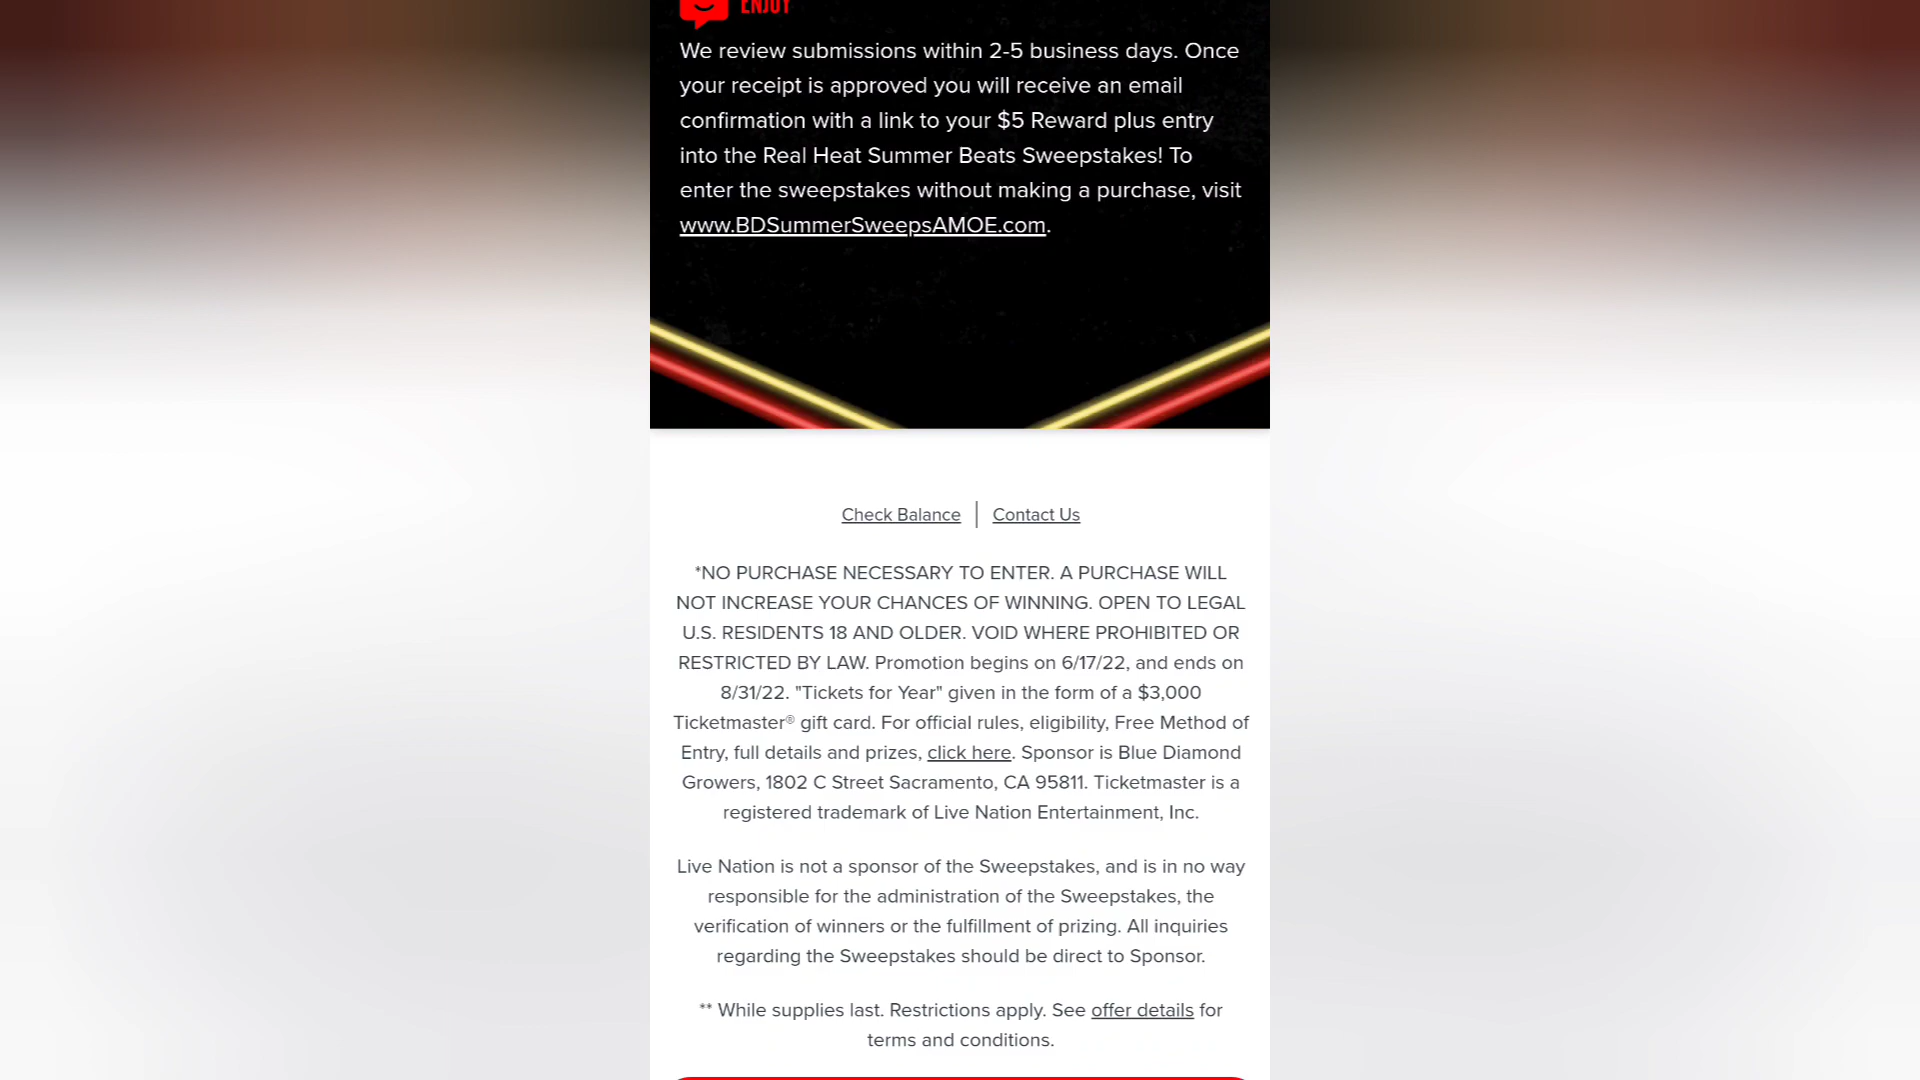 ENJOY
We review submissions within 2-5 business days. Once
your receipt is approved you will receive an email
confirmation with a link to your $5 Reward plus entry
into the Real Heat Summer Beats Sweepstakes! To
enter the sweepstakes without making a purchase, visit
www.BDSummerSweepsAMOE.com.
Check Balance | Contact Us
*NO PURCHASE NECESSARY TO ENTER. A PURCHASE WILL
NOT INCREASE YOUR CHANCES OF WINNING. OPEN TO LEGAL
U.S. RESIDENTS 18 AND OLDER. VOID WHERE PROHIBITED OR
RESTRICTED BY LAW. Promotion begins on 6/17/22, and ends on
8/31/22. "Tickets for Year" given in the form of a $3,000
Ticketmaster® gift card. For official rules, eligibility, Free Method of
Entry, full details and prizes, click here. Sponsor is Blue Diamond
Growers, 1802 C Street Sacramento, CA 95811. Ticketmaster is a
registered trademark of Live Nation Entertainment, Inc.
Live Nation is not a sponsor of the Sweepstakes, and is in no way
responsible for the administration of the Sweepstakes, the
verification of winners or the fulfillment of prizing. All inquiries
regarding the Sweepstakes should be direct to Sponsor.
** While supplies last. Restrictions apply. See offer details for
terms and conditions.